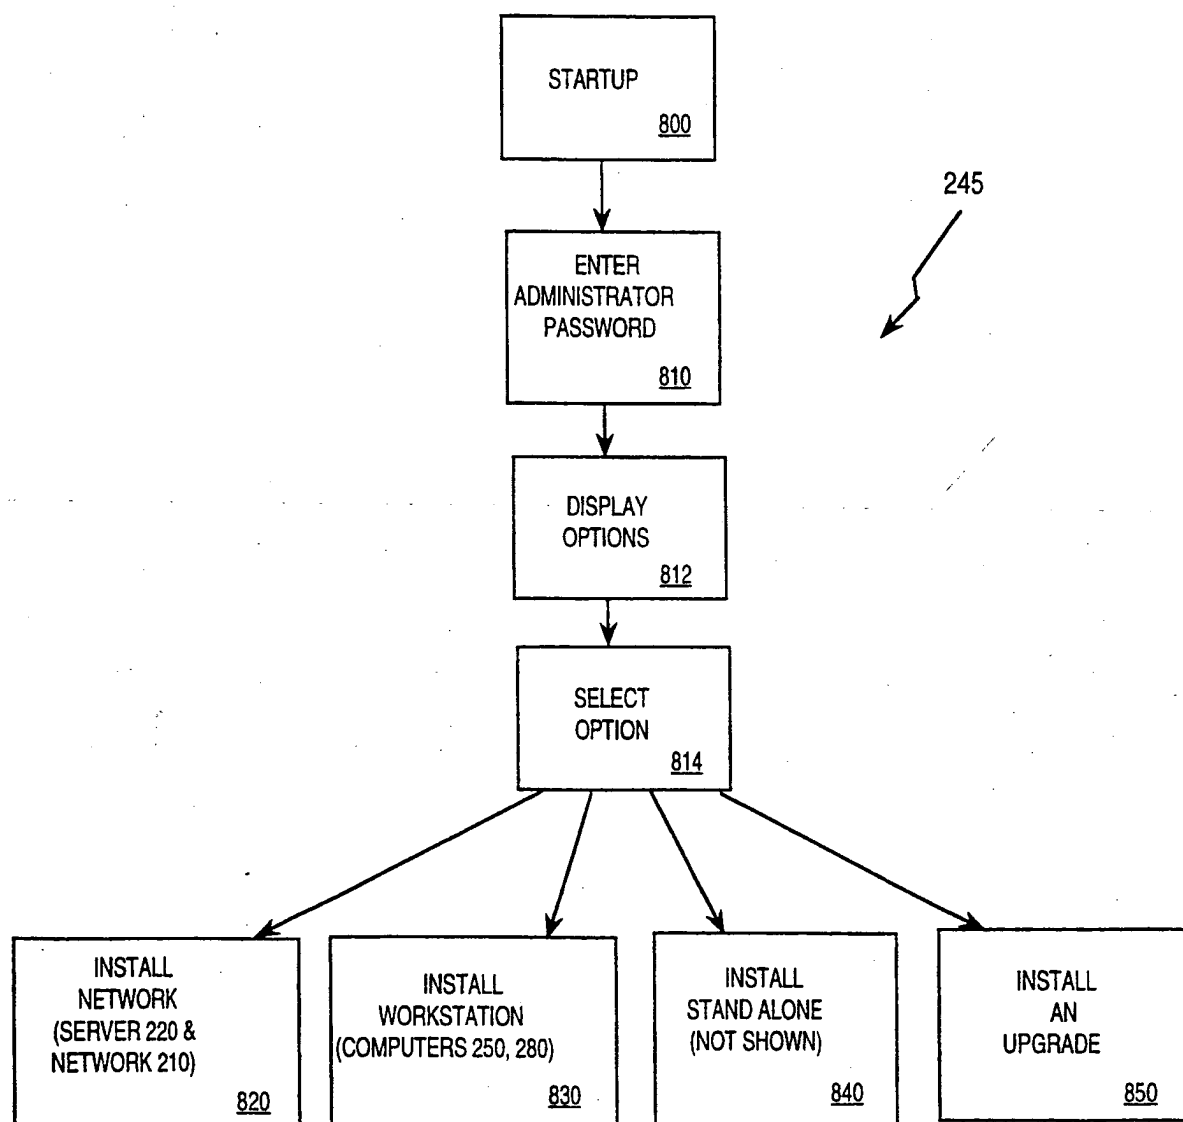 STARTUP
800
245
ENTER
ADMINISTRATOR
PASSWORD
810
DISPLAY
OPTIONS
812
SELECT
OPTION
814
INSTALL
NETWORK
(SERVER 220 &
NETWORK 210)
820
INSTALL
WORKSTATION
(COMPUTERS 250, 280)
830
INSTALL
STAND ALONE
(NOT SHOWN)
840
INSTALL
AN
UPGRADE
850